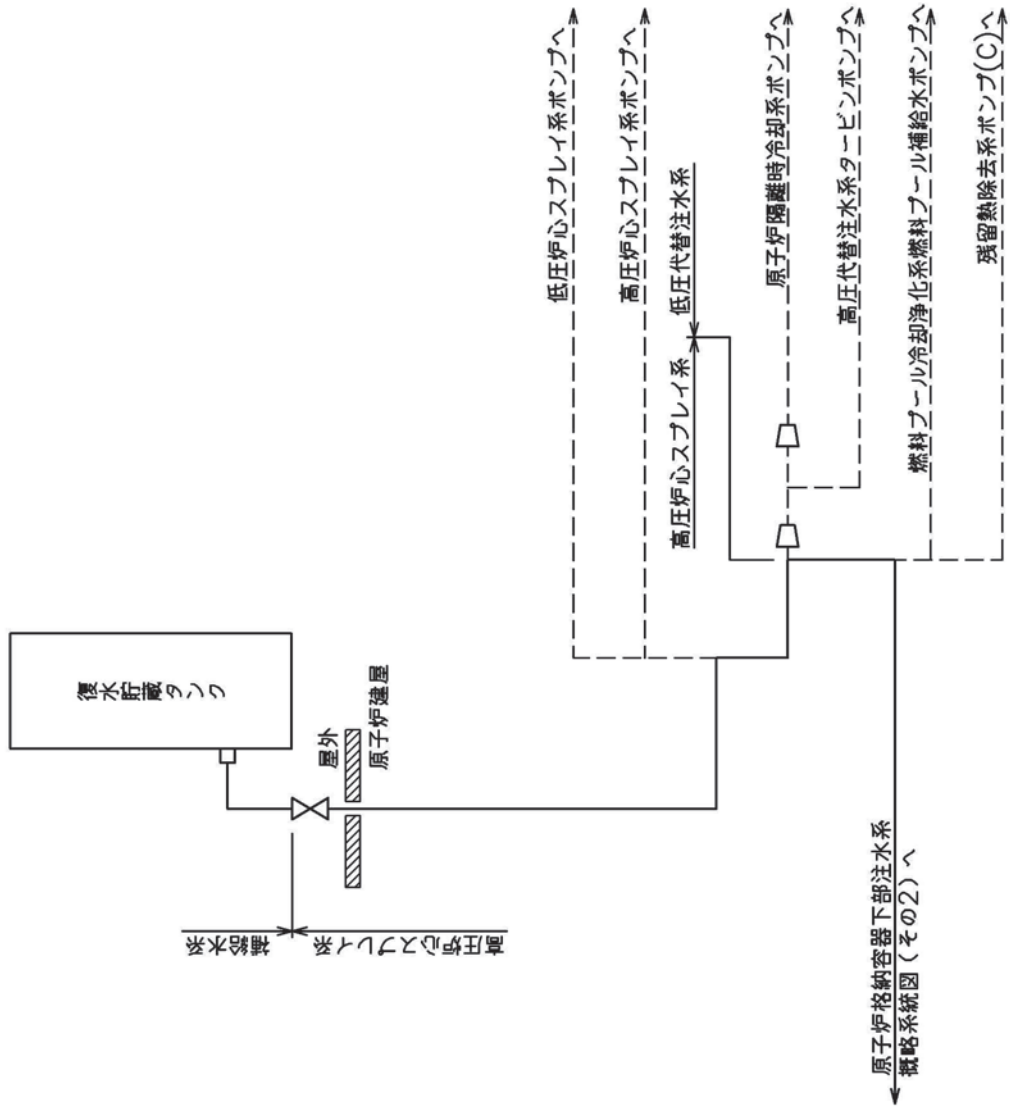 復水貯蔵タンク
屋外
原子炉建屋
補給水系
高圧炉心スプレイ系
低圧炉心スプレイ系ポンプへ
高圧炉心スプレイ系ポンプへ
高圧炉心スプレイ系
低圧代替注水系
原子炉隔離時冷却系ポンプへ
高圧代替注水系タービンポンプへ
燃料プール冷却浄化系燃料プール補給水ポンプへ
残留熱除去系ポンプ(C)へ
原子炉格納容器下部注水系
概略系統図(その2)へ